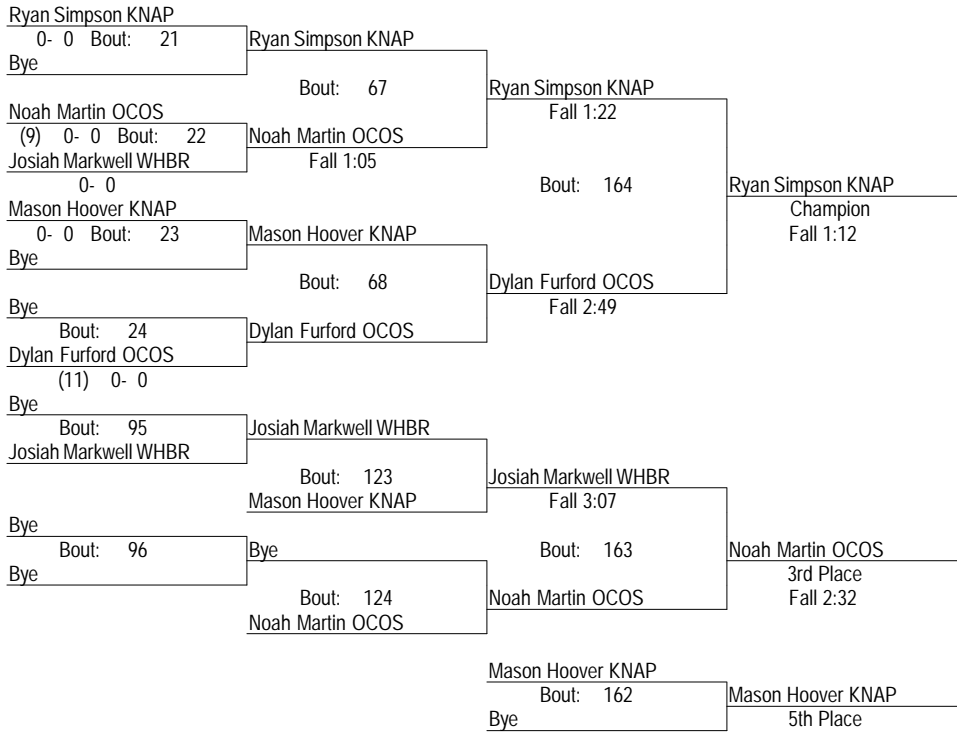 Ryan Simpson KNAP
0- 0 Bout: 21
Bye
Ryan Simpson KNAP
Bout: 67
Noah Martin OCOS
(9) 0- 0 Bout: 22
Josiah Markwell WHBR
0- 0
Noah Martin OCOS
Fall 1:05
Ryan Simpson KNAP
Fall 1:22
Mason Hoover KNAP
0- 0 Bout: 23
Bye
Mason Hoover KNAP
Bout: 68
Bye
Bout: 24
Dylan Furford OCOS
(11) 0- 0
Dylan Furford OCOS
Dylan Furford OCOS
Fall 2:49
Bout: 164
Ryan Simpson KNAP
Champion
Fall 1:12
Bye
Bout: 95
Josiah Markwell WHBR
Josiah Markwell WHBR
Bout: 123
Mason Hoover KNAP
Josiah Markwell WHBR
Fall 3:07
Bye
Bout: 96
Bye
Bye
Bout: 124
Noah Martin OCOS
Noah Martin OCOS
Bout: 163
Noah Martin OCOS
3rd Place
Fall 2:32
Mason Hoover KNAP
Bout: 162
Bye
Mason Hoover KNAP
5th Place